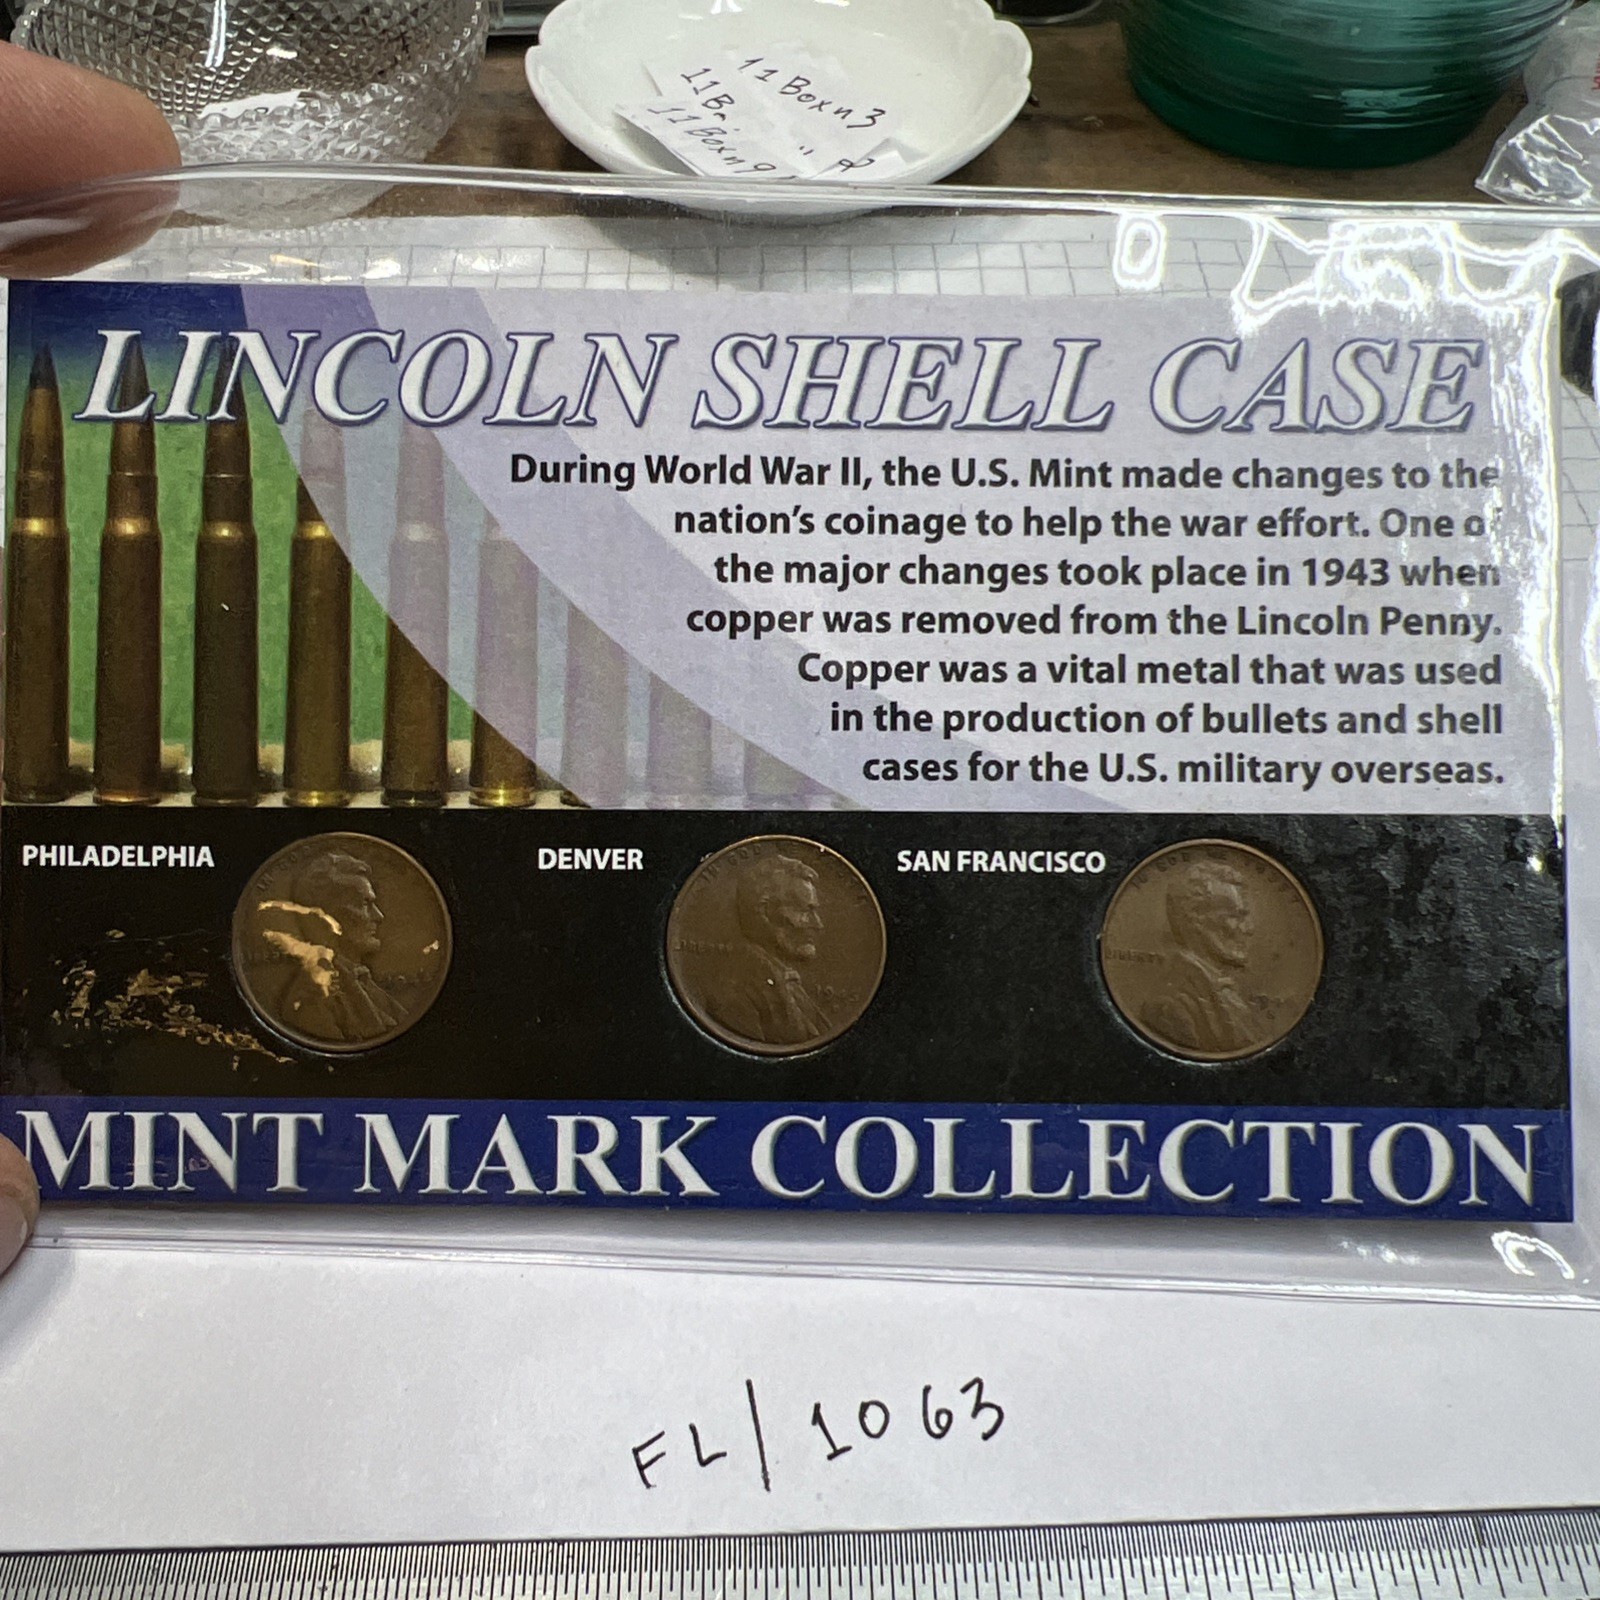 11Boxn3
11Boxn9
LINCOLN SHELL CASE
During World War II, the U.S. Mint made changes to the
nation's coinage to help the war effort. One of
the major changes took place in 1943 when
copper was removed from the Lincoln Penny.
Copper was a vital metal that was used
in the production of bullets and shell
cases for the U.S. military overseas.
PHILADELPHIA
DENVER
SAN FRANCISCO
LIBERTY
MINT MARK COLLECTION
FL/1063